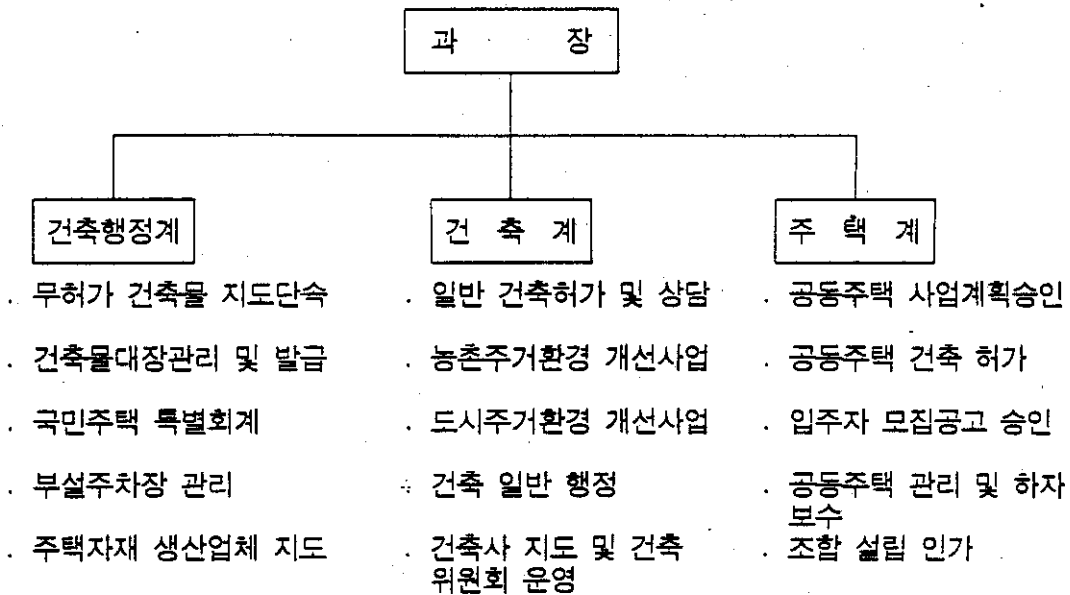 과 장
건축행정계
. 무허가 건축물 지도단속
. 건축물대장관리 및 발급
. 국민주택 특별회계
. 부설주차장 관리
. 주택자재 생산업체 지도
건 축 계
. 일반 건축허가 및 상담
. 농촌주거환경 개선사업
. 도시주거환경 개선사업
. 건축 일반 행정
. 건축사 지도 및 건축
위원회 운영
주 택 계
. 공동주택 사업계획승인
. 공동주택 건축 허가
. 입주자 모집공고 승인
. 공동주택 관리 및 하자
보수
. 조합 설립 인가